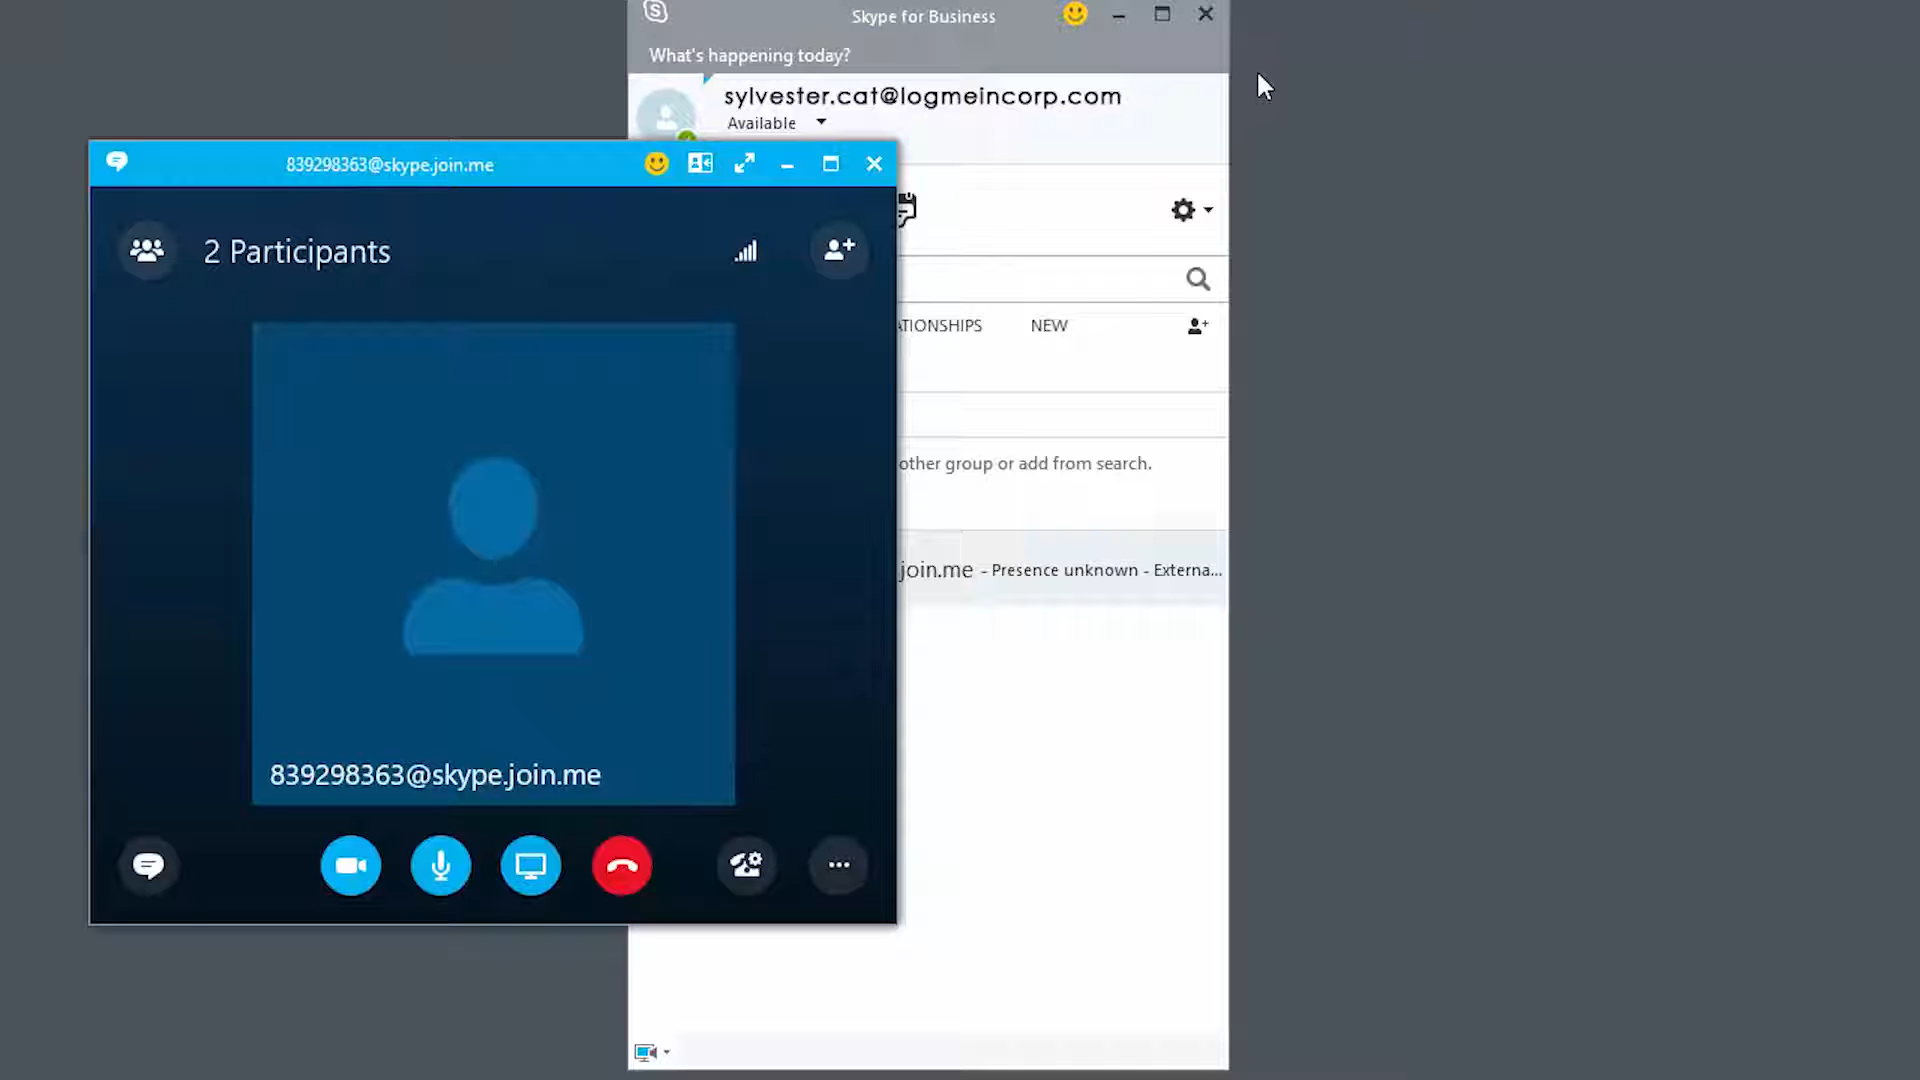 Skype for Business
What's happening today?
sylvester.cat@logmeincorp.com
Available
839298363@skype.join.me
2 Participants
NEW
other group or add from search.
join.me - Presence unknown - Externa...
839298363@skype.join.me